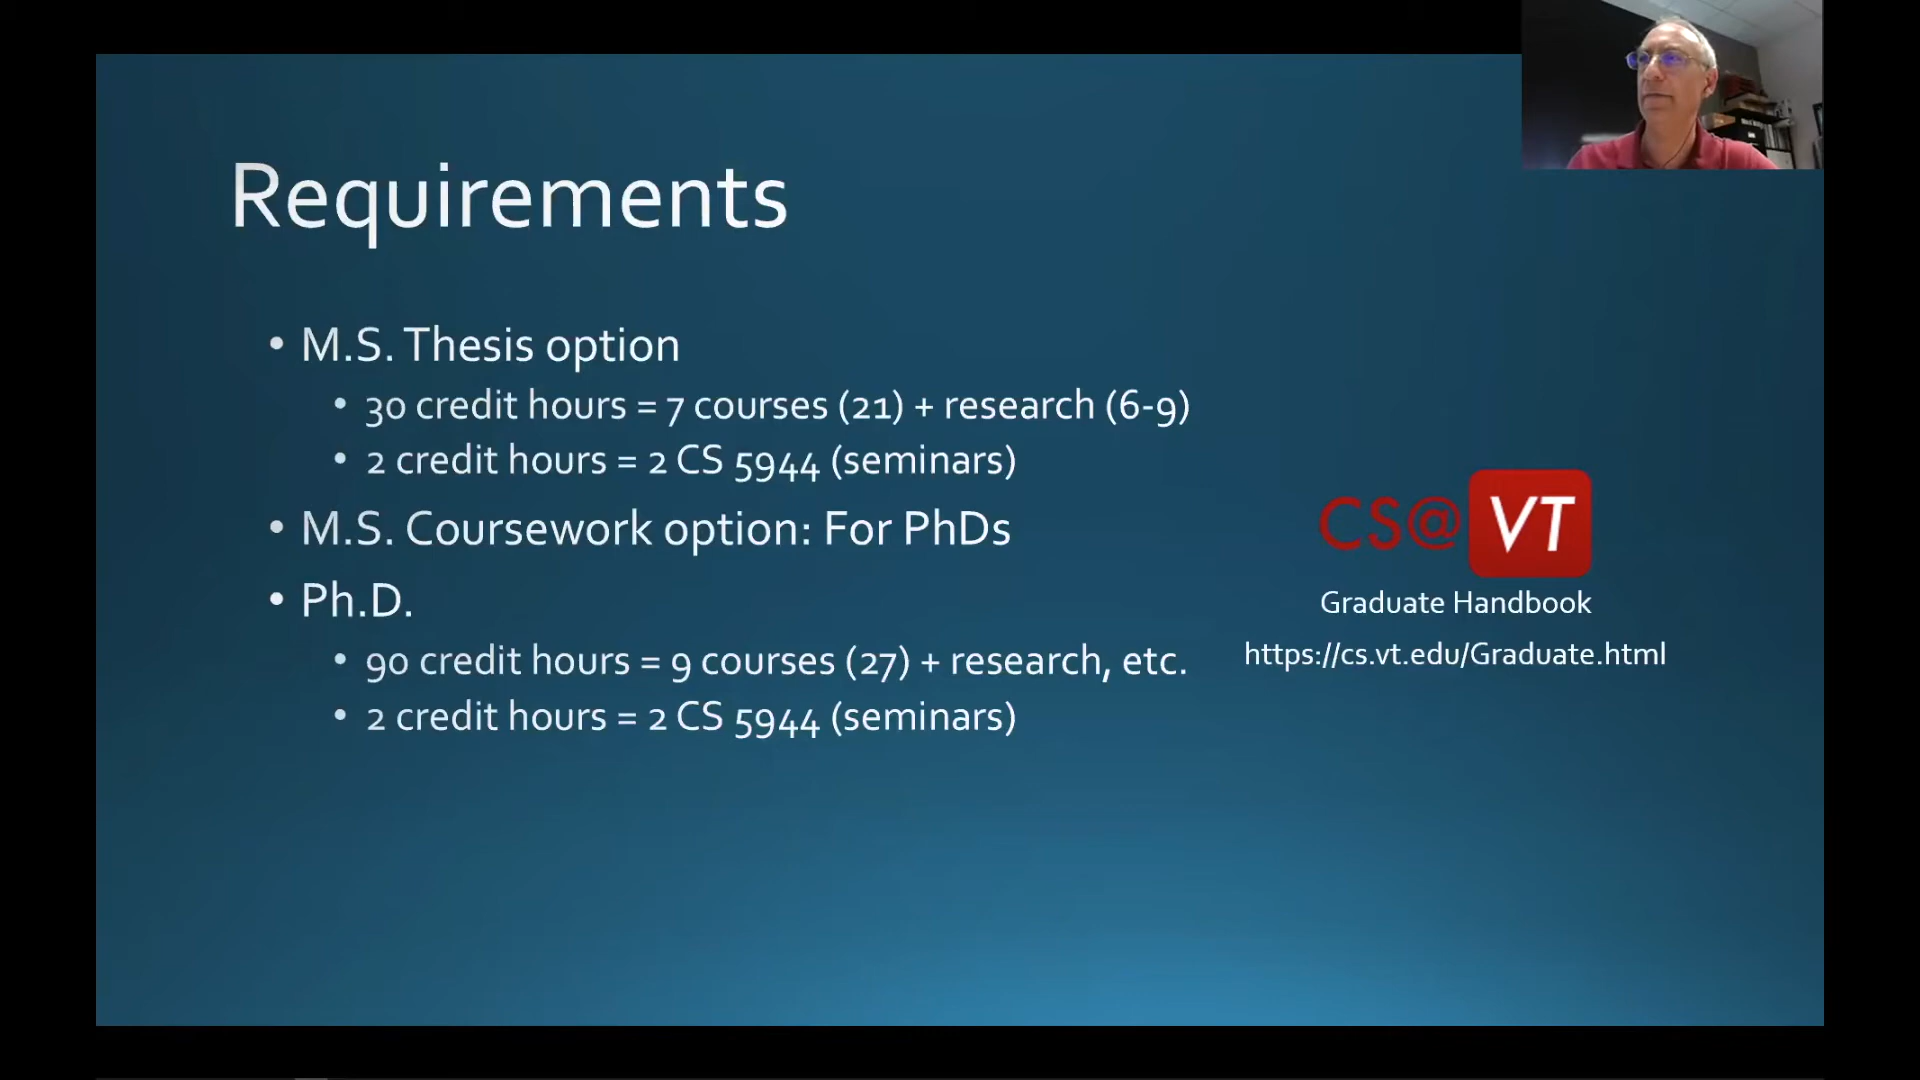 Requirements
• M.S. Thesis option
• 30 credit hours = 7 courses (21) + research (6-9)
• 2 credit hours = 2 CS 5944 (seminars)
• M.S. Coursework option: For PhDs
• Ph.D.
• 90 credit hours = 9 courses (27) + research, etc.
• 2 credit hours = 2 CS 5944 (seminars)
CS@VT
Graduate Handbook
https://cs.vt.edu/Graduate.html